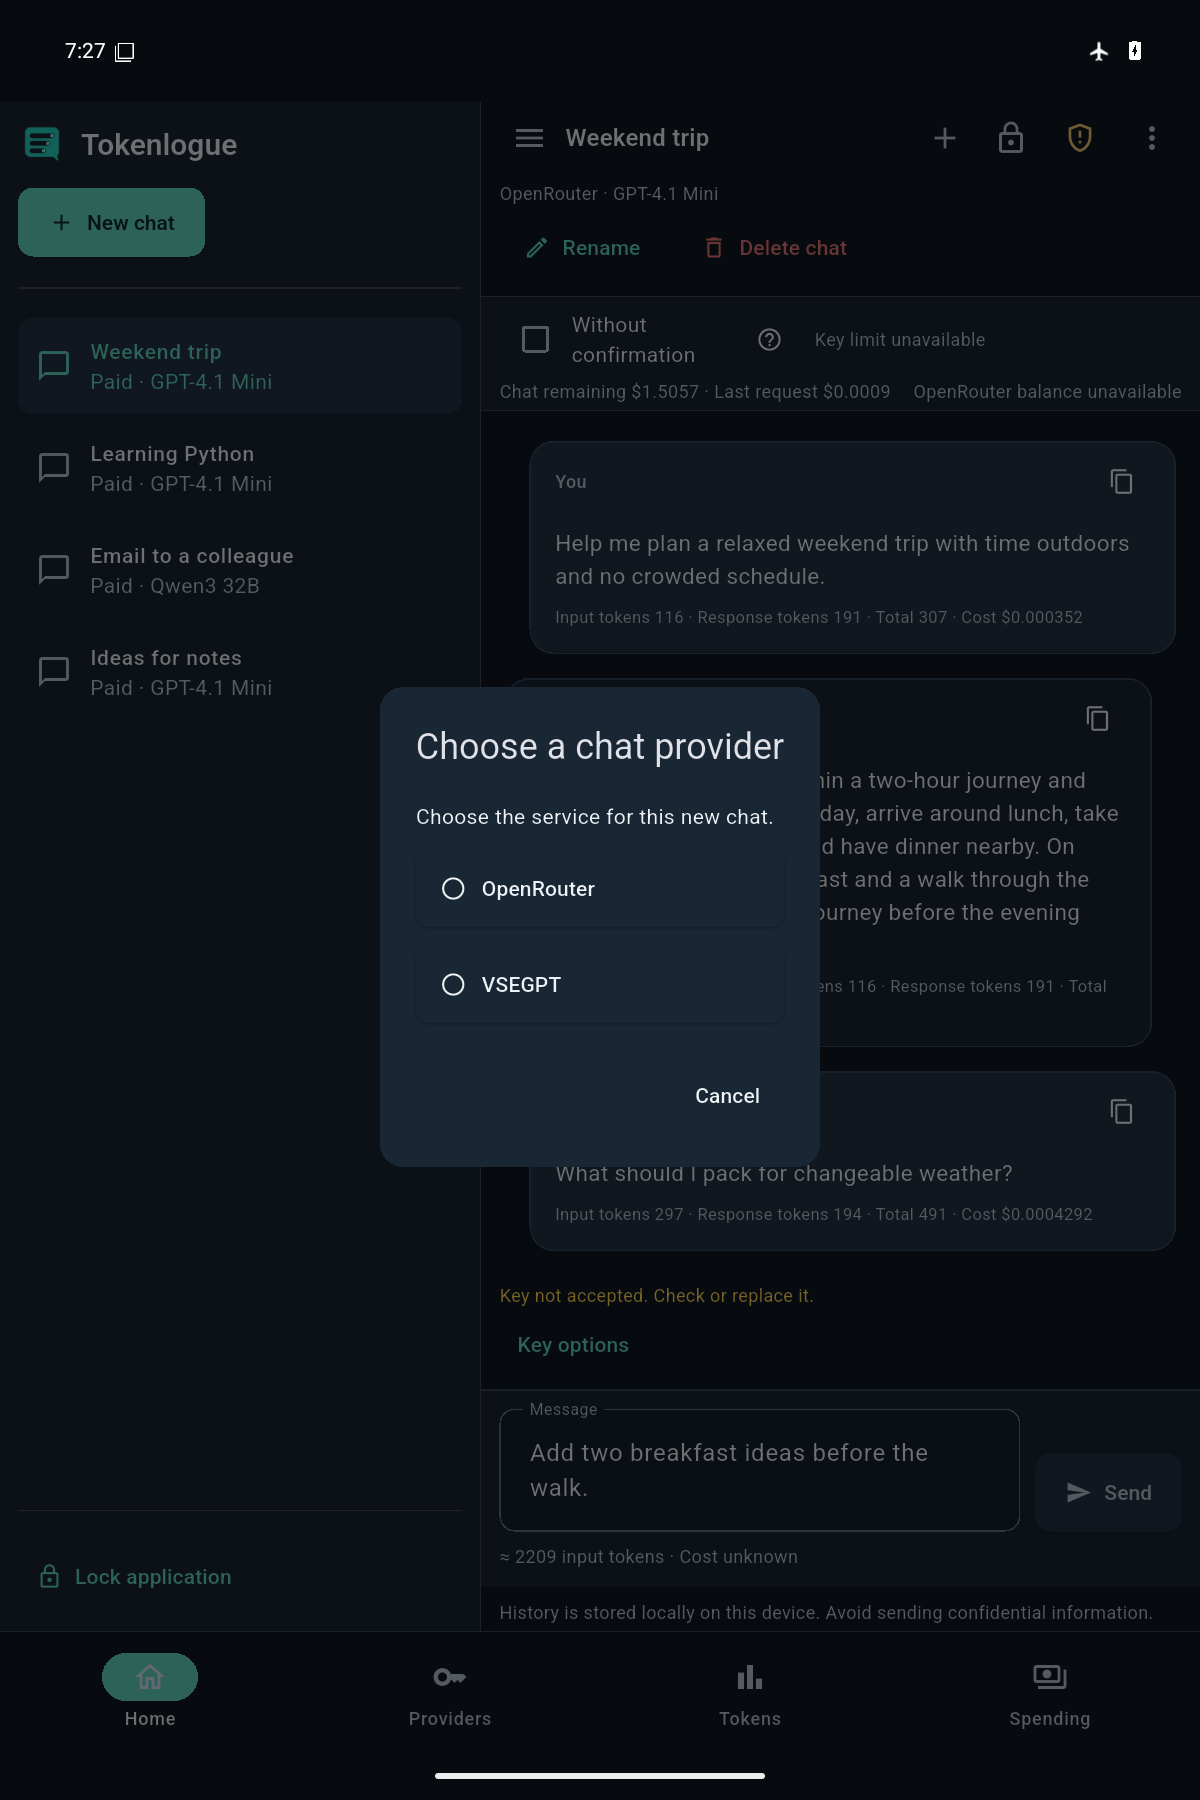 7:27
Tokenlogue
New chat
Weekend trip
Paid · GPT-4.1 Mini
Learning Python
Paid · GPT-4.1 Mini
Email to a colleague
Paid · Qwen3 32B
Ideas for notes
Paid · GPT-4.1 Mini
Lock application
Weekend trip
OpenRouter · GPT-4.1 Mini
Rename
Delete chat
Without
confirmation
Key limit unavailable
Chat remaining $1.5057 · Last request $0.0009
OpenRouter balance unavailable
You
Help me plan a relaxed weekend trip with time outdoors
and no crowded schedule.
Input tokens 116 · Response tokens 191 · Total 307 · Cost $0.000352
a two-hour journey and
day, arrive around lunch, take
have dinner nearby. On
and a walk through the
before the evening
116 · Response tokens 191 · Total
What should I pack for changeable weather?
Input tokens 297 · Response tokens 194 · Total 491 · Cost $0.0004292
Key not accepted. Check or replace it.
Key options
Message
Add two breakfast ideas before the
walk.
Send
≈ 2209 input tokens · Cost unknown
History is stored locally on this device. Avoid sending confidential information.
Choose a chat provider
Choose the service for this new chat.
OpenRouter
VSEGPT
Cancel
Home
Providers
Tokens
Spending